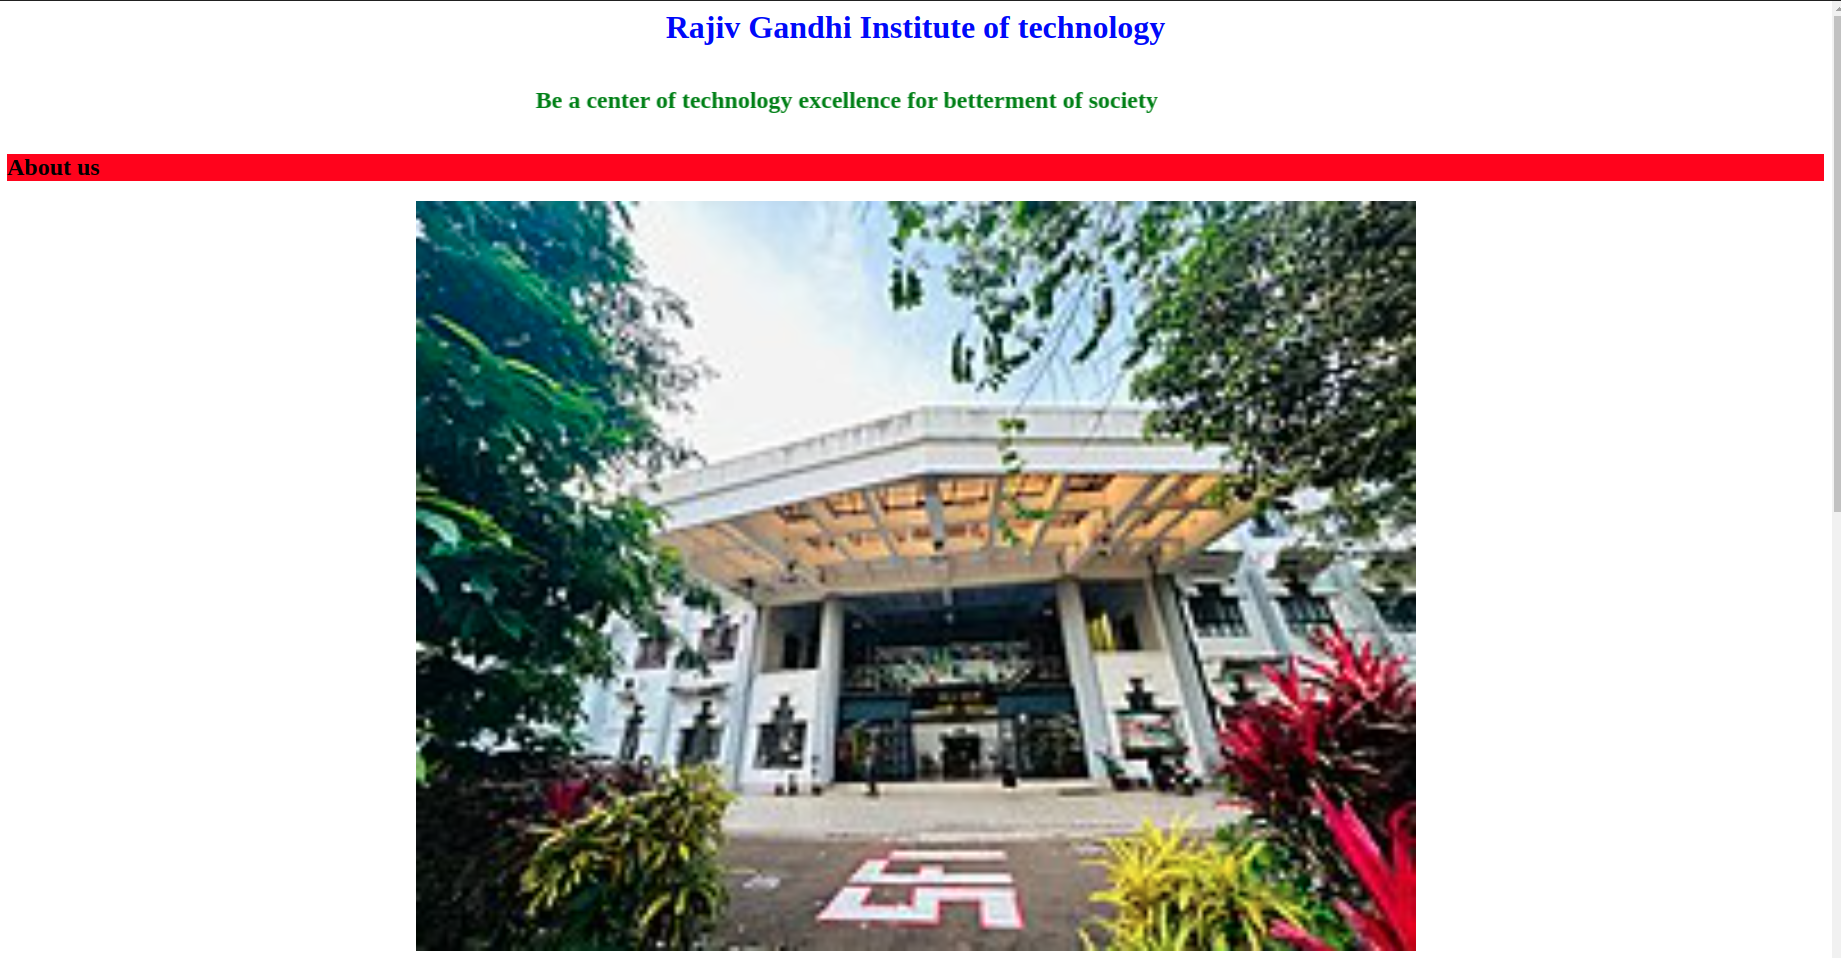 Rajiv Gandhi Institute of technology
Be a center of technology excellence for betterment of society
About us